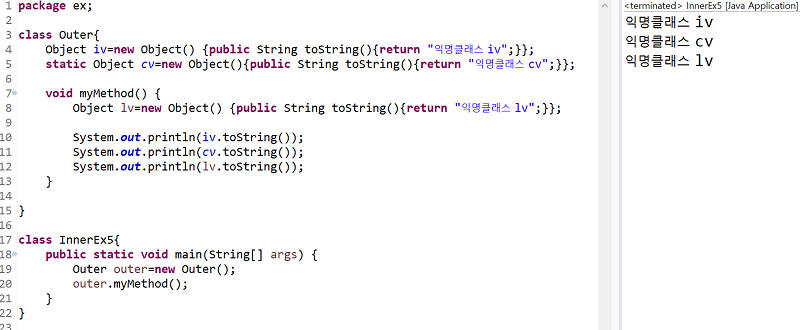 1 package ex;
2
3 class Outer{
4     Object iv=new Object() {public String toString(){return "익명클래스 iv";}};
5     static Object cv=new Object(){public String toString(){return "익명클래스 cv";}};
6
7     void myMethod() {
8         Object lv=new Object() {public String toString(){return "익명클래스 lv";}};
9
10         System.out.println(iv.toString());
11         System.out.println(cv.toString());
12         System.out.println(lv.toString());
13     }
14
15 }
16
17 class InnerEx5{
18     public static void main(String[] args) {
19         Outer outer=new Outer();
20         outer.myMethod();
21     }
22 }
23
<terminated> InnerEx5 [Java Application]
익명클래스 iv
익명클래스 cv
익명클래스 lv